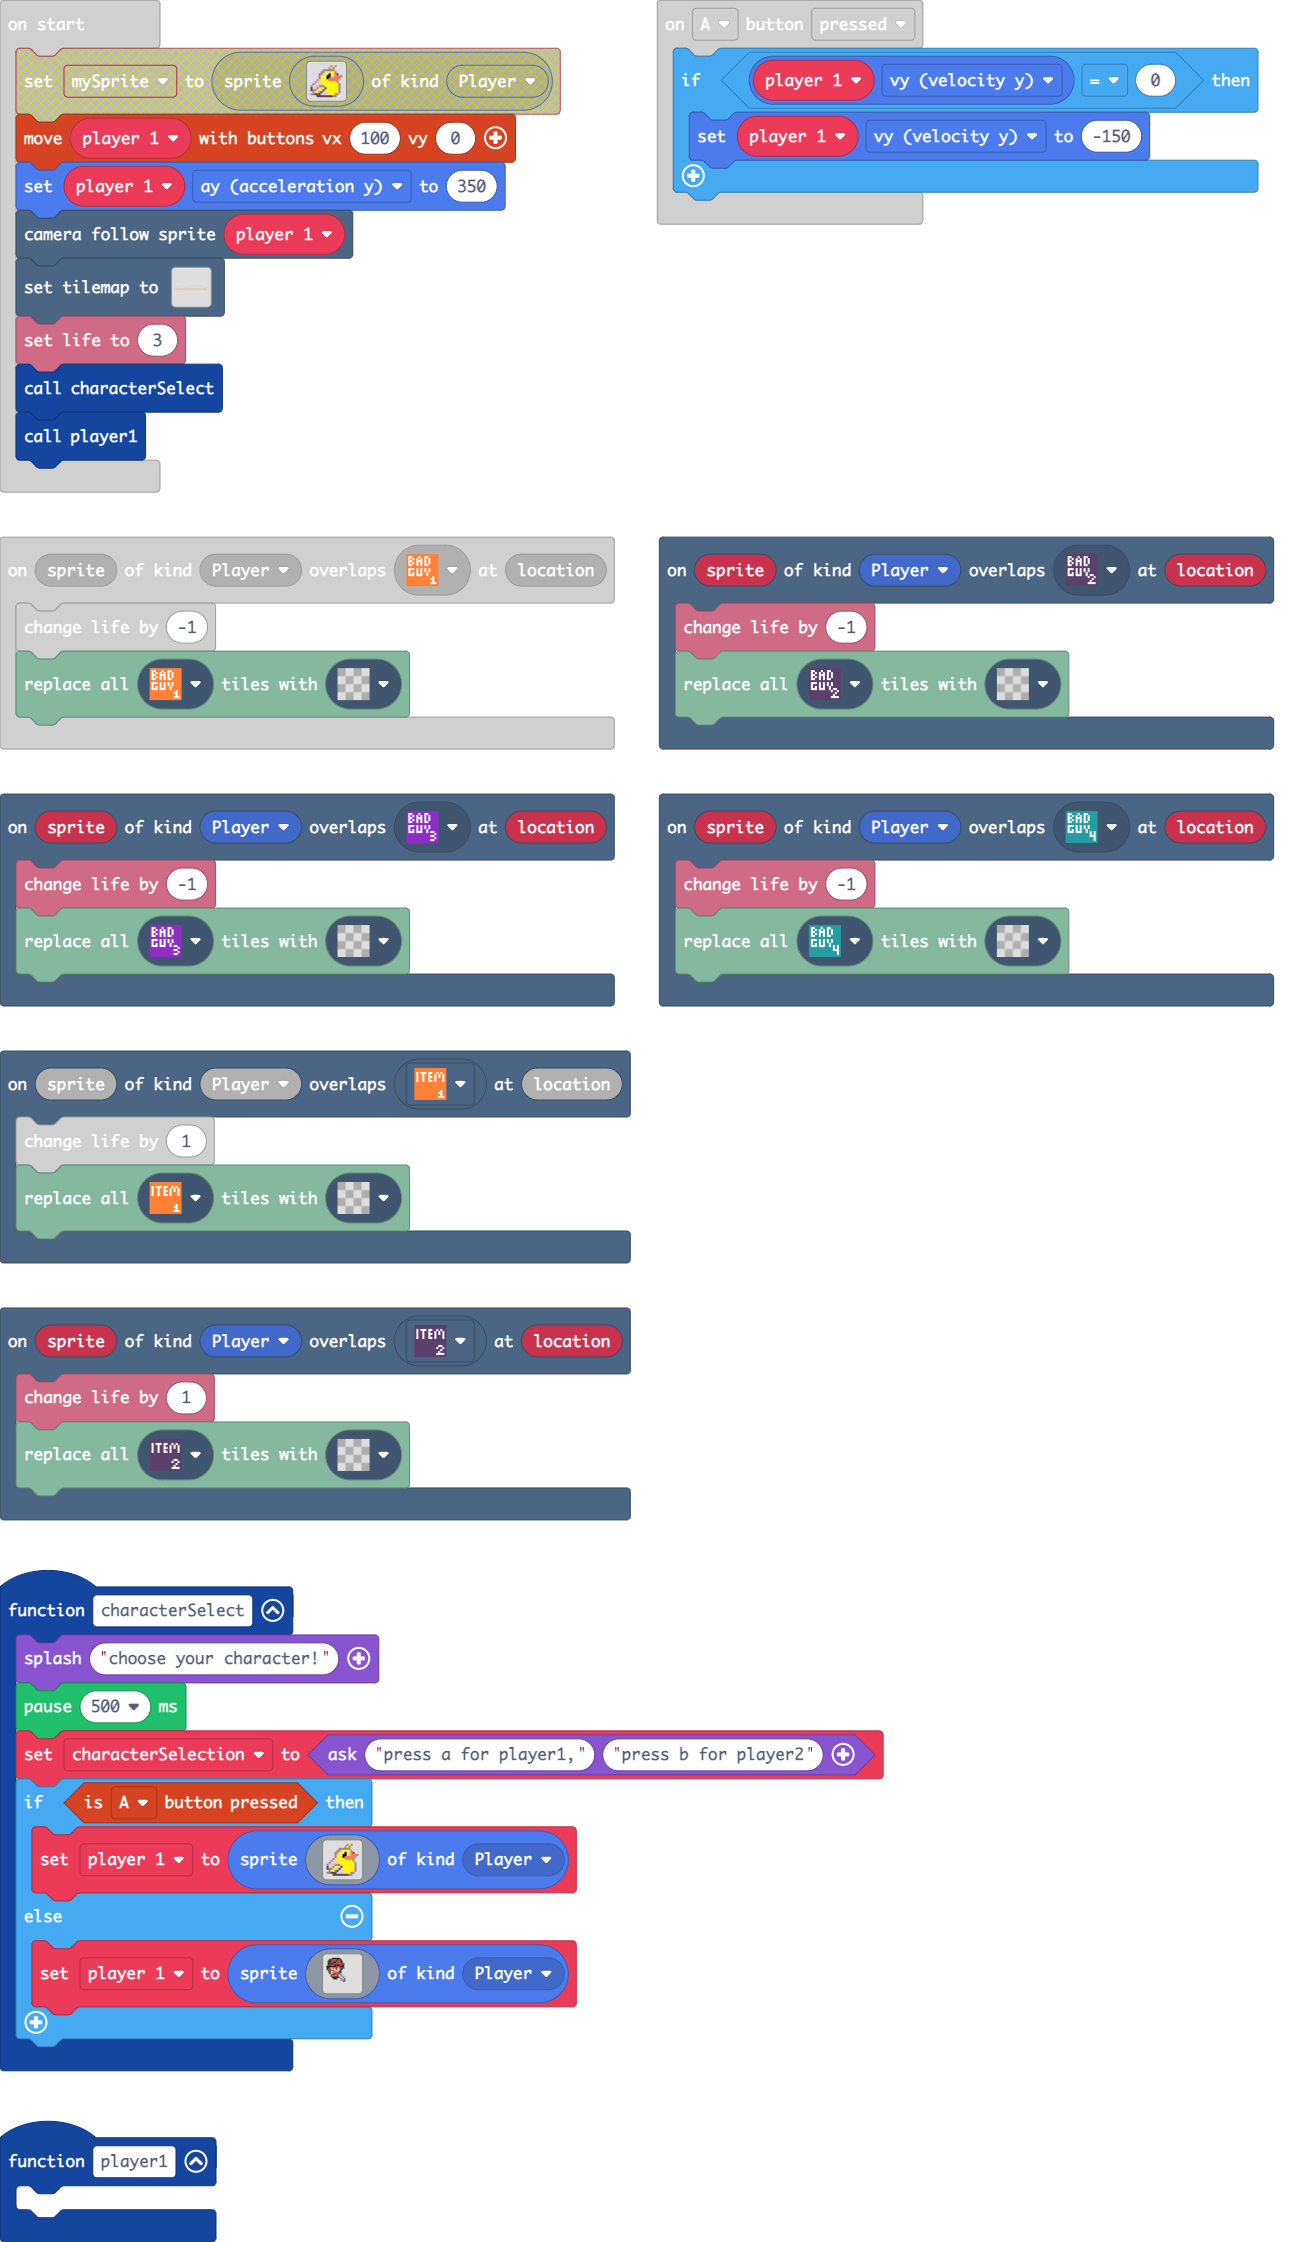 on start
set mySprite to sprite of kind Player
move player 1 with buttons vx 100 vy 0
set player 1 ay (acceleration y) to 350
camera follow sprite player 1
set tilemap to
set life to 3
call characterSelect
call player1
on A button pressed
if player 1 vy (velocity y) = 0 then
set player 1 vy (velocity y) to -150
on sprite of kind Player overlaps BAD GUY 1 at location
change life by -1
replace all BAD GUY 1 tiles with
on sprite of kind Player overlaps BAD GUY 2 at location
change life by -1
replace all BAD GUY 2 tiles with
on sprite of kind Player overlaps BAD GUY 3 at location
change life by -1
replace all BAD GUY 3 tiles with
on sprite of kind Player overlaps BAD GUY 4 at location
change life by -1
replace all BAD GUY 4 tiles with
on sprite of kind Player overlaps ITEM 1 at location
change life by 1
replace all ITEM 1 tiles with
on sprite of kind Player overlaps ITEM 2 at location
change life by 1
replace all ITEM 2 tiles with
function characterSelect
splash "choose your character!"
pause 500 ms
set characterSelection to ask "press a for player1," "press b for player2"
if is A button pressed then
set player 1 to sprite of kind Player
else
set player 1 to sprite of kind Player
function player1